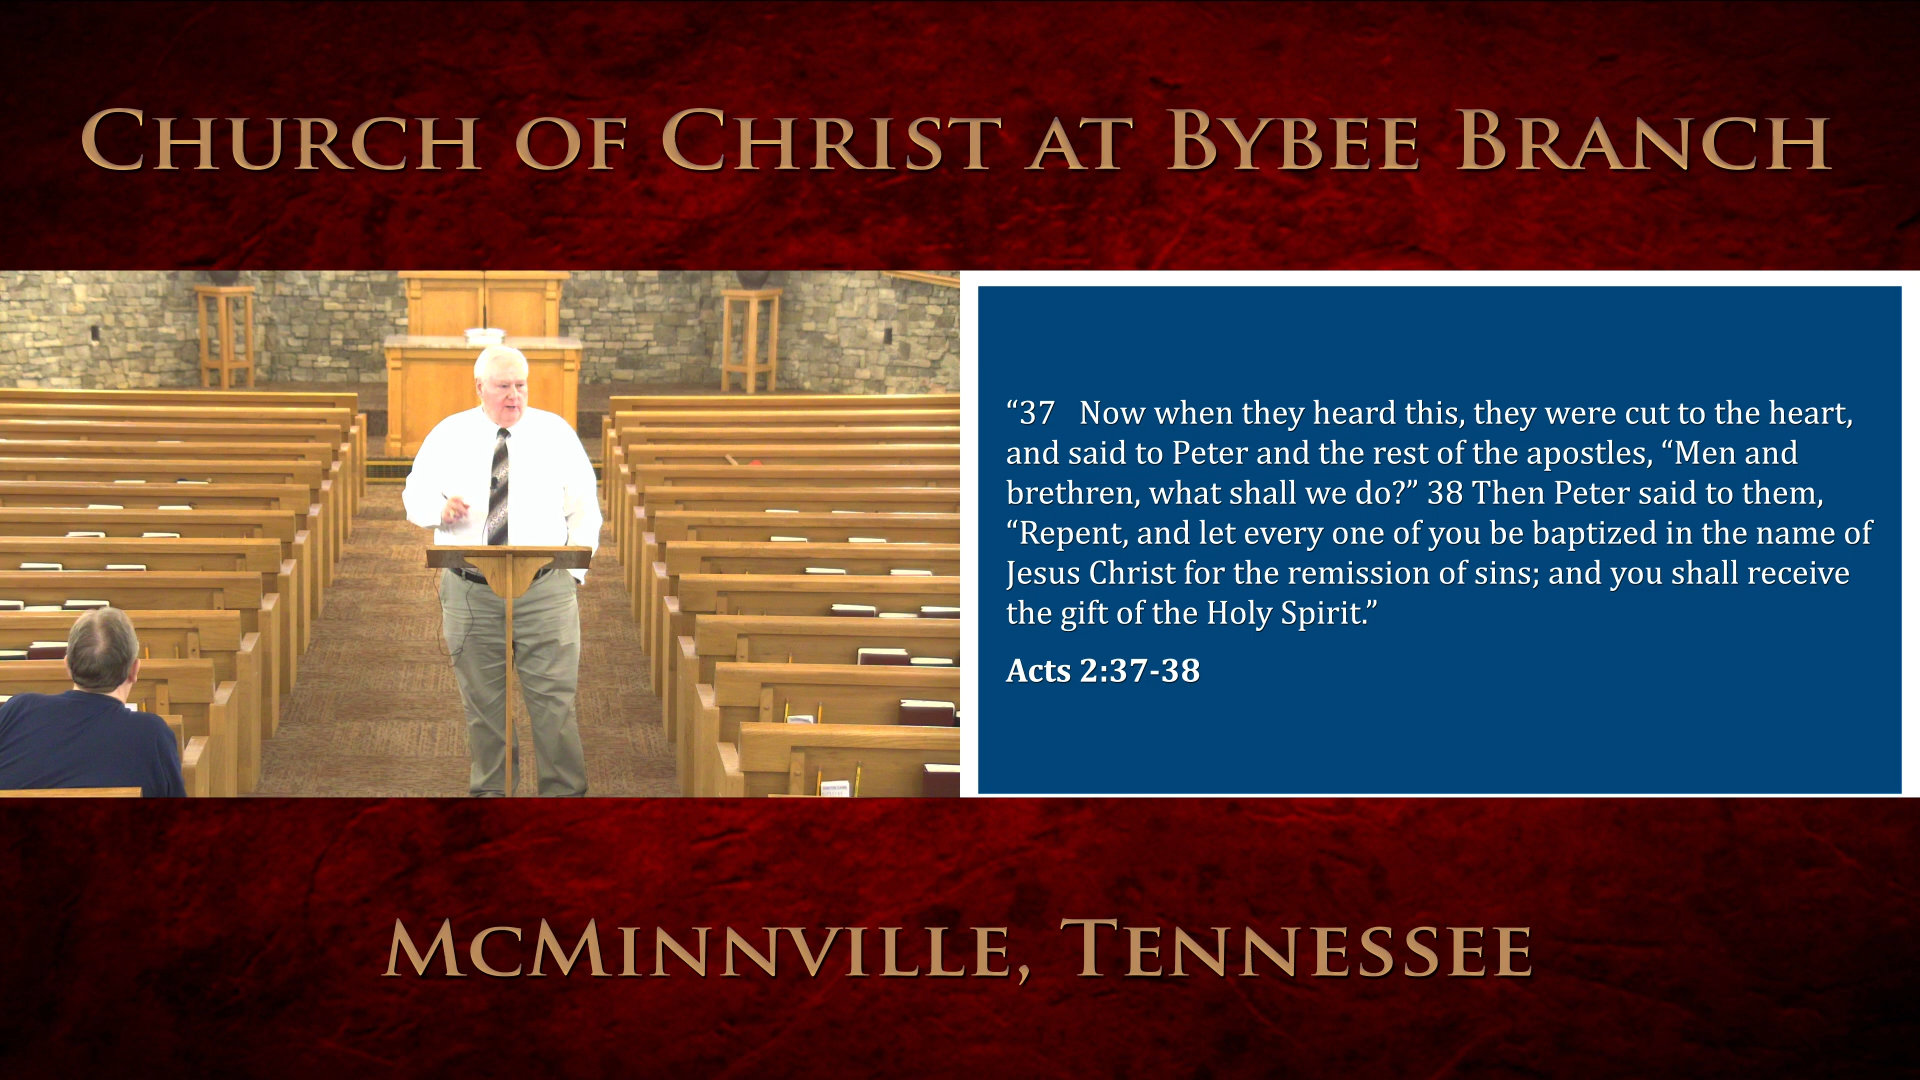 Church of Christ at Bybee Branch
“37   Now when they heard this, they were cut to the heart,
and said to Peter and the rest of the apostles, “Men and
brethren, what shall we do?” 38 Then Peter said to them,
“Repent, and let every one of you be baptized in the name of
Jesus Christ for the remission of sins; and you shall receive
the gift of the Holy Spirit.”
Acts 2:37-38
McMinnville, Tennessee